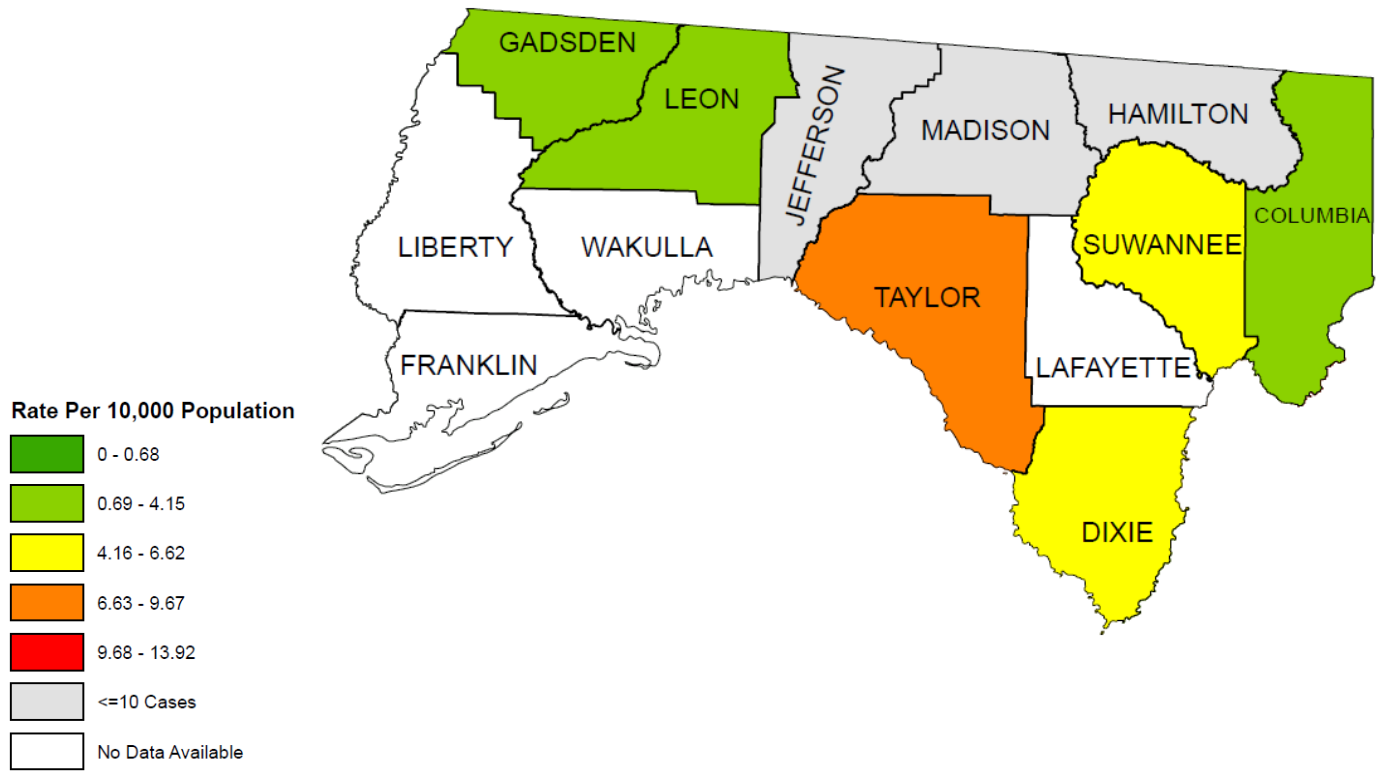 GADSDEN
LEON
JEFFERSON
MADISON
HAMILTON
COLUMBIA
LIBERTY
WAKULLA
SUWANNEE
TAYLOR
FRANKLIN
LAFAYETTE
DIXIE
Rate Per 10,000 Population
0 - 0.68
0.69 - 4.15
4.16 - 6.62
6.63 - 9.67
9.68 - 13.92
<=10 Cases
No Data Available